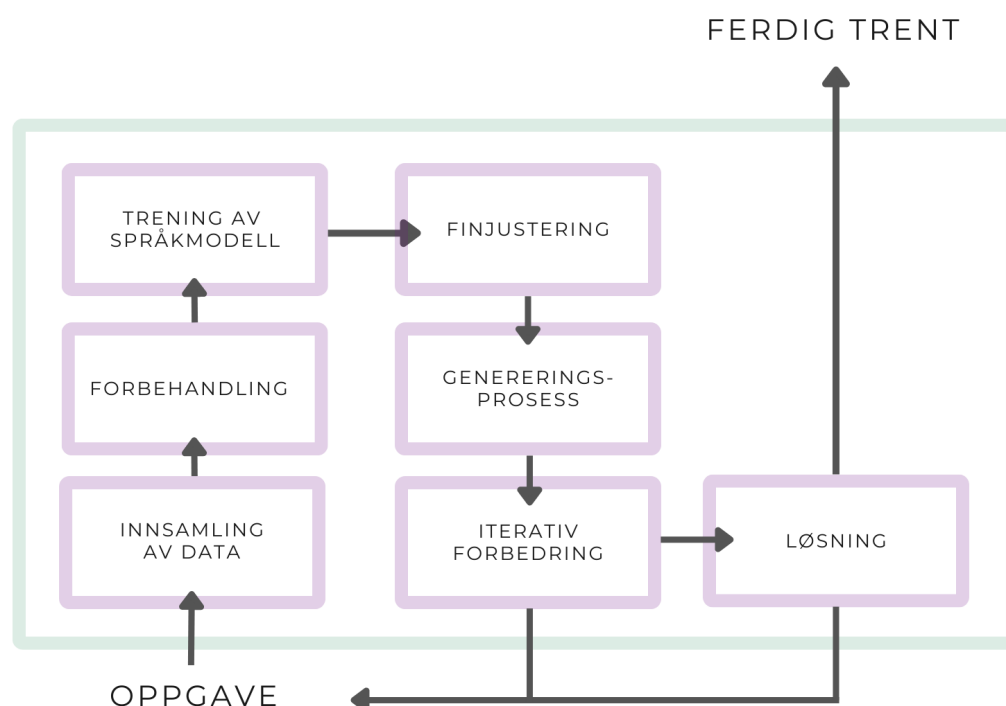 FERDIG TRENT
TRENING AV
SPRÅKMODELL
FINJUSTERING
FORBEHANDLING
GENERERINGS-
PROSESS
INNSAMLING
AV DATA
ITERATIV
FORBEDRING
LØSNING
OPPGAVE